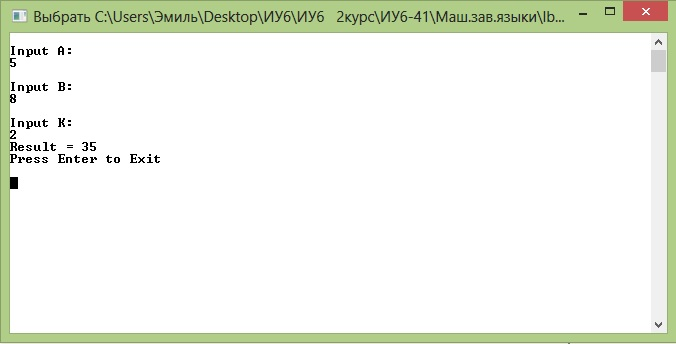 Выбрать C:\Users\Эмиль\Desktop\ИУ6\ИУ6 2курс\ИУ6-41\Маш.зав.языки\lb...
Input A:
5
Input B:
8
Input K:
2
Result = 35
Press Enter to Exit